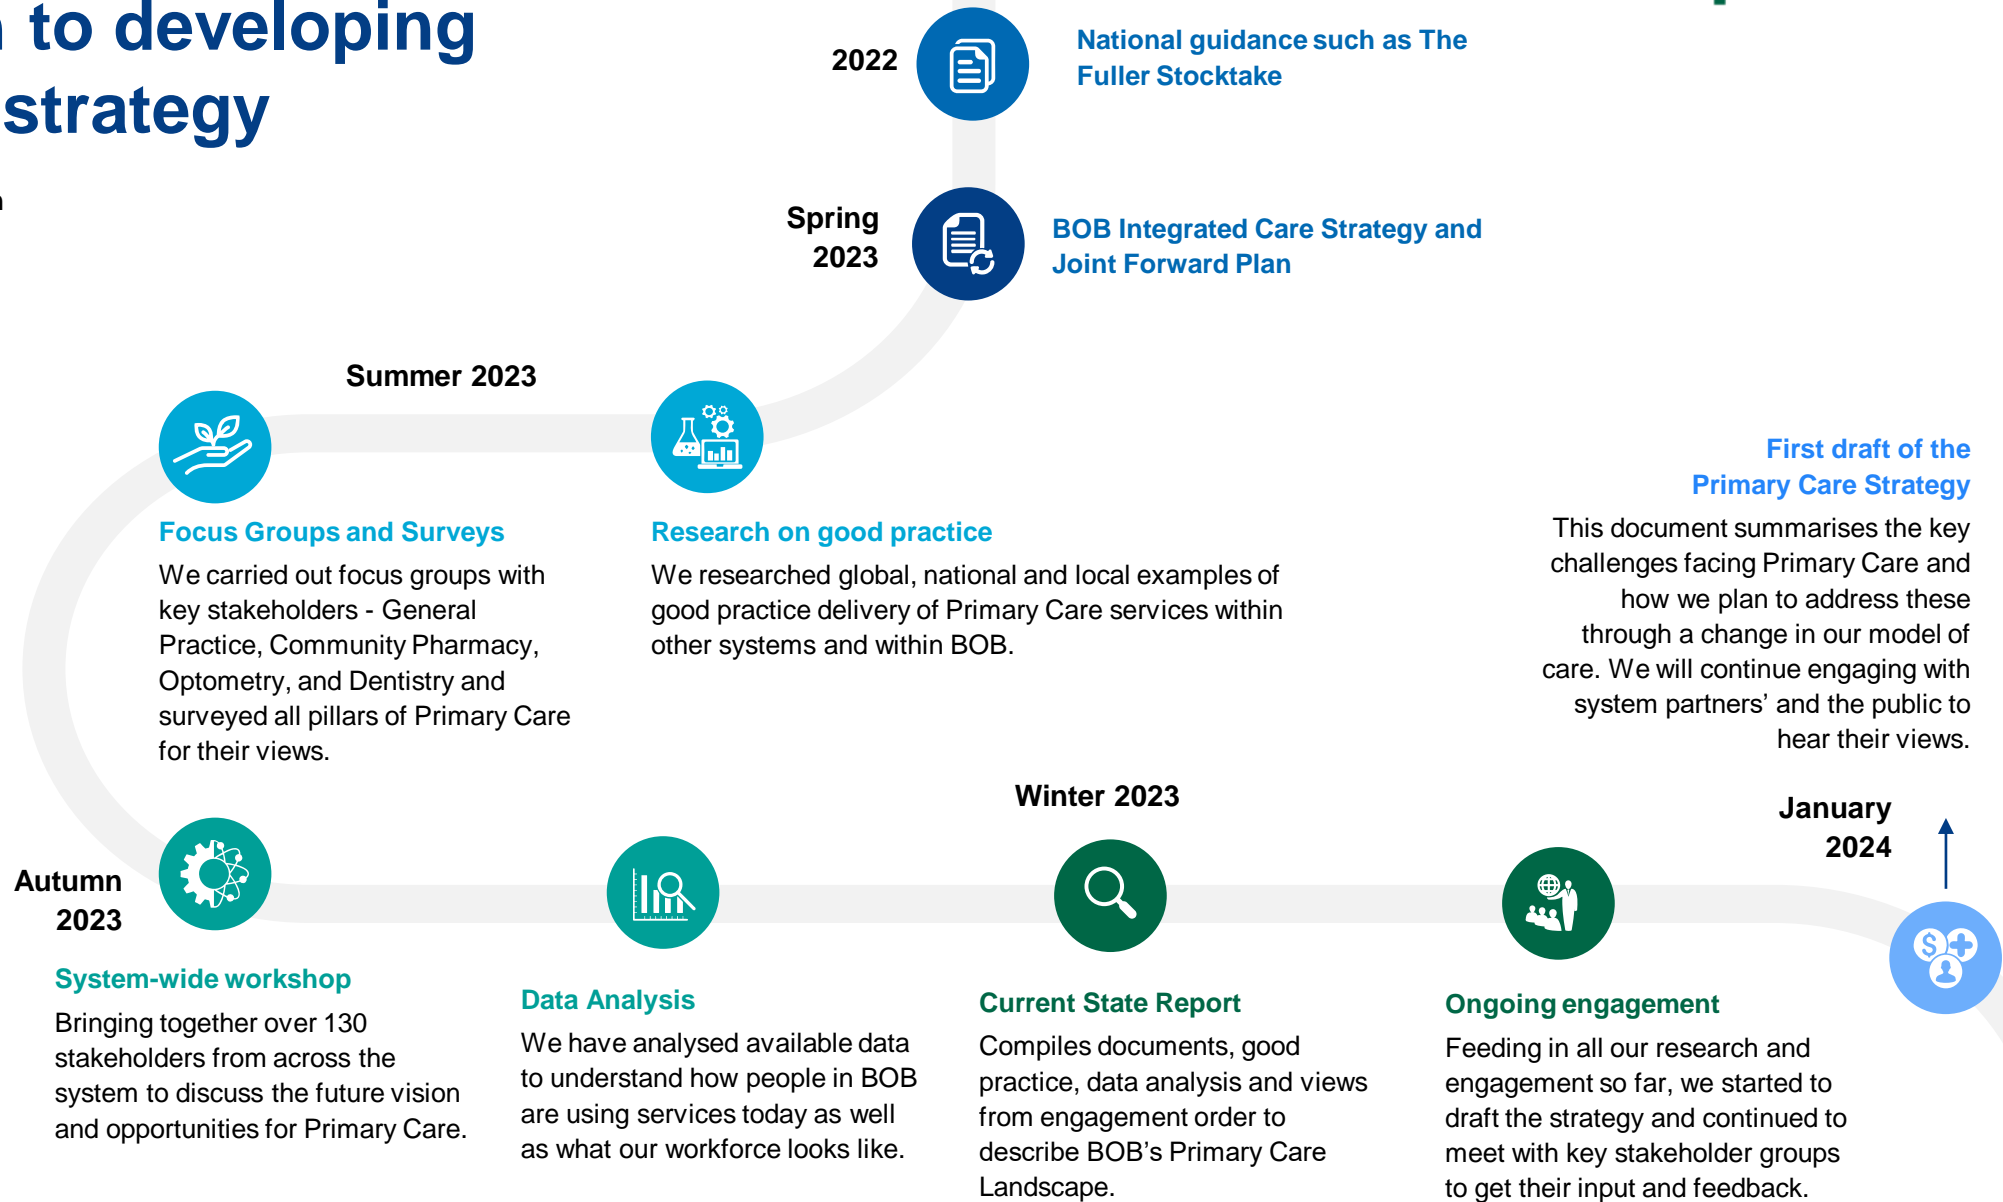 to developing
strategy
2022
National guidance such as The
Fuller Stocktake
Spring
2023
BOB Integrated Care Strategy and
Joint Forward Plan
Summer 2023
Focus Groups and Surveys
We carried out focus groups with
key stakeholders - General
Practice, Community Pharmacy,
Optometry, and Dentistry and
surveyed all pillars of Primary Care
for their views.
Research on good practice
We researched global, national and local examples of
good practice delivery of Primary Care services within
other systems and within BOB.
First draft of the
Primary Care Strategy
This document summarises the key
challenges facing Primary Care and
how we plan to address these
through a change in our model of
care. We will continue engaging with
system partners’ and the public to
hear their views.
January
2024
Winter 2023
Autumn
2023
System-wide workshop
Bringing together over 130
stakeholders from across the
system to discuss the future vision
and opportunities for Primary Care.
Data Analysis
We have analysed available data
to understand how people in BOB
are using services today as well
as what our workforce looks like.
Current State Report
Compiles documents, good
practice, data analysis and views
from engagement order to
describe BOB’s Primary Care
Landscape.
Ongoing engagement
Feeding in all our research and
engagement so far, we started to
draft the strategy and continued to
meet with key stakeholder groups
to get their input and feedback.